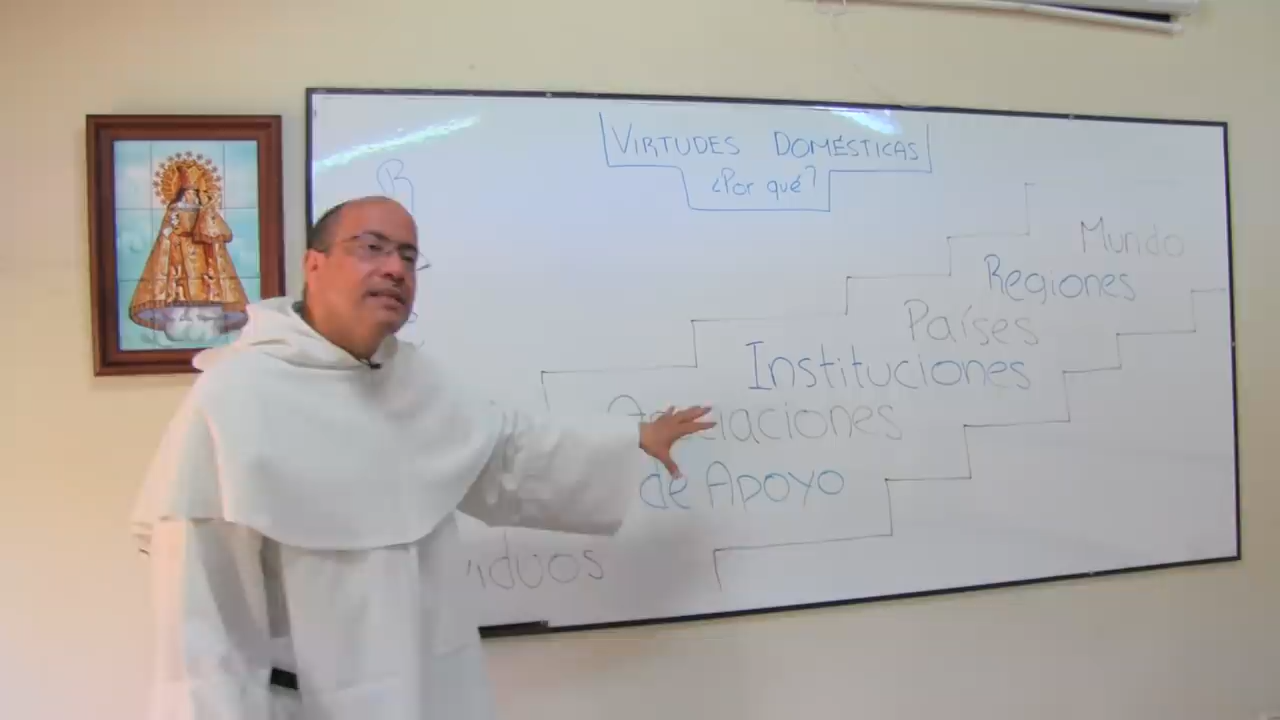 VIRTUDES DOMÉSTICAS
¿Por qué?
Mundo
Regiones
Países
Instituciones
de Apoyo